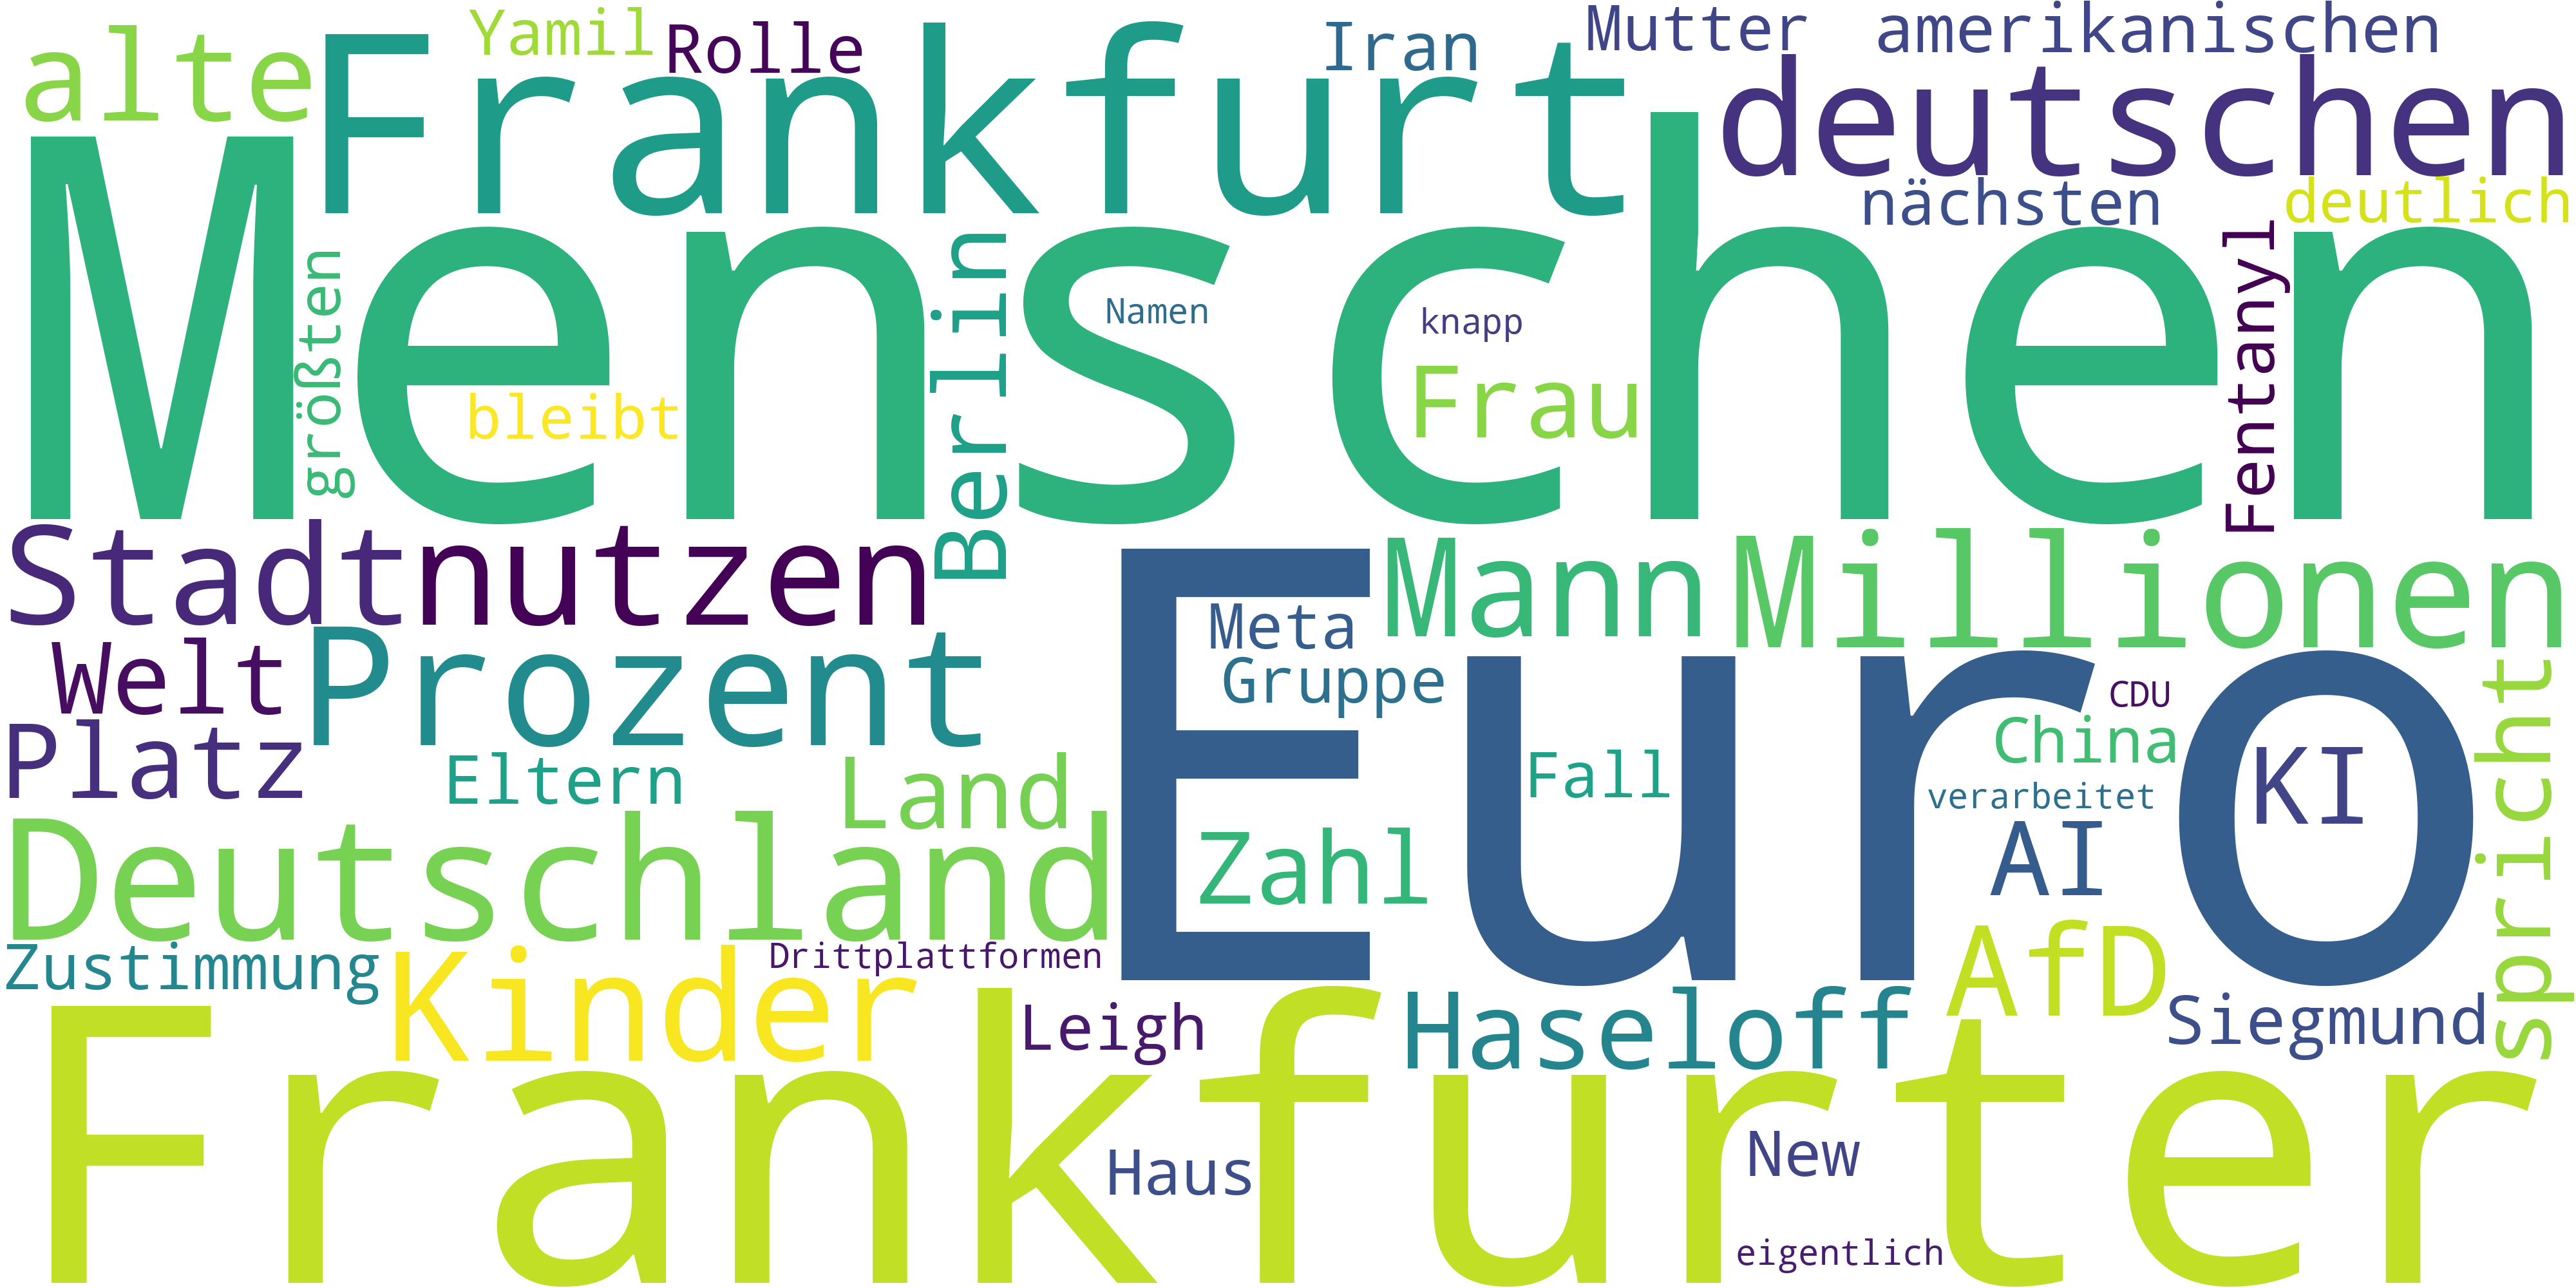 alte
Yamil
Rolle
Frankfurt
Iran
Mutter
amerikanischen
deutschen
nächsten
deutlich
Menschen
größten
bleibt
Berlin
Namen
knapp
Frau
Fentanyl
Stadt
nutzen
Mann
Millionen
Welt
Prozent
Meta
Gruppe
Euro
CDU
China
KI
spricht
Platz
Eltern
Land
Fall
verarbeitet
AI
Deutschland
Zahl
Zustimmung
Kinder
Drittplattformen
Leigh
Haseloff
AfD
Siegmund
Frankfurter
Haus
New
eigentlich